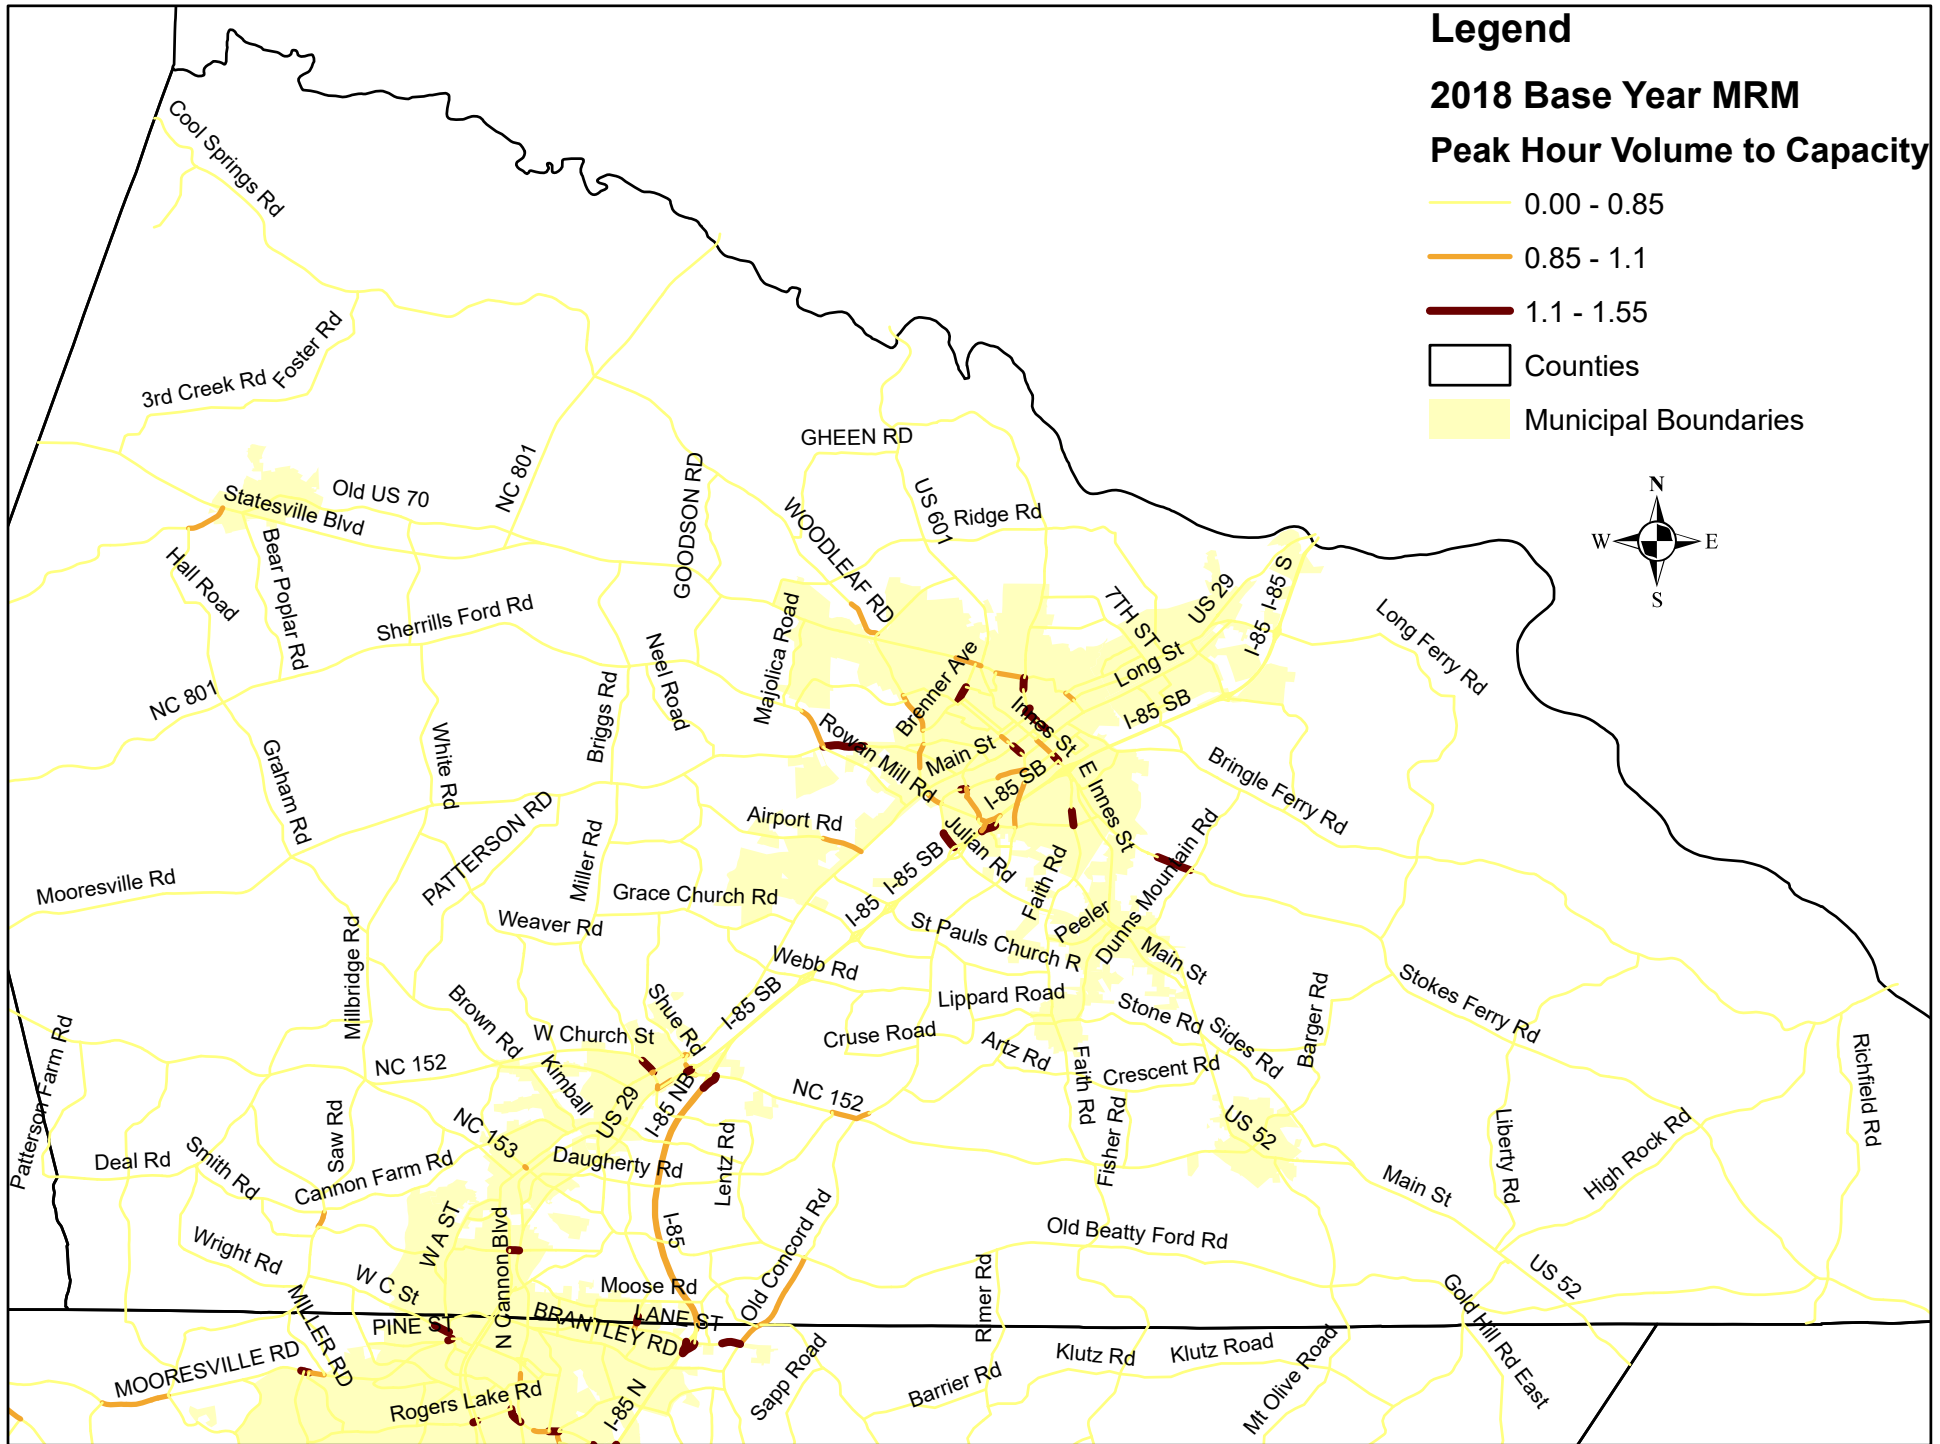 Legend
2018 Base Year MRM
Peak Hour Volume to Capacity
0.00 - 0.85
0.85 - 1.1
1.1 - 1.55
Counties
Municipal Boundaries
N
W
E
S
Cool Springs Rd
Foster Rd
3rd Creek Rd
GHEEN RD
NC 801
Old US 70
Statesville Blvd
GOODSON RD
US 601
Ridge Rd
WOODLEAF RD
Hall Road
Bear Poplar Rd
Sherrills Ford Rd
7TH ST
US 29
I-85 S
I-85
Long Ferry Rd
Majolica Road
Neel Road
Brenner Ave
Long St
NC 801
Briggs Rd
Innes St
I-85 SB
Graham Rd
White Rd
Rowan Mill Rd
Main St
I-85 SB
E Innes St
Bringle Ferry Rd
PATTERSON RD
Airport Rd
Miller Rd
Julian Rd
Dunns Mountain Rd
Mooresville Rd
Grace Church Rd
I-85 SB
I-85
Faith Rd
Weaver Rd
St Pauls Church R
Peeler
Main St
Millbridge Rd
Webb Rd
Stokes Ferry Rd
Brown Rd
Shue Rd
I-85 SB
Lippard Road
Stone Rd
Barger Rd
W Church St
Cruse Road
Sides Rd
Patterson Farm Rd
NC 152
Kimball
Artz Rd
Faith Rd
Crescent Rd
Richfield Rd
US 29
I-85 NB
NC 152
Saw Rd
NC 153
Fisher Rd
US 52
Liberty Rd
High Rock Rd
Deal Rd
Smith Rd
Cannon Farm Rd
Daugherty Rd
Lentz Rd
Main St
W A ST
N Cannon Blvd
I-85
Old Concord Rd
Old Beatty Ford Rd
Wright Rd
W C St
Moose Rd
Rimer Rd
US 52
MILLER RD
PINE ST
BRANTLEY RD
LANE ST
Gold Hill Rd East
MOORESVILLE RD
Sapp Road
Klutz Rd
Klutz Road
Mt Olive Road
Rogers Lake Rd
I-85 N
Barrier Rd